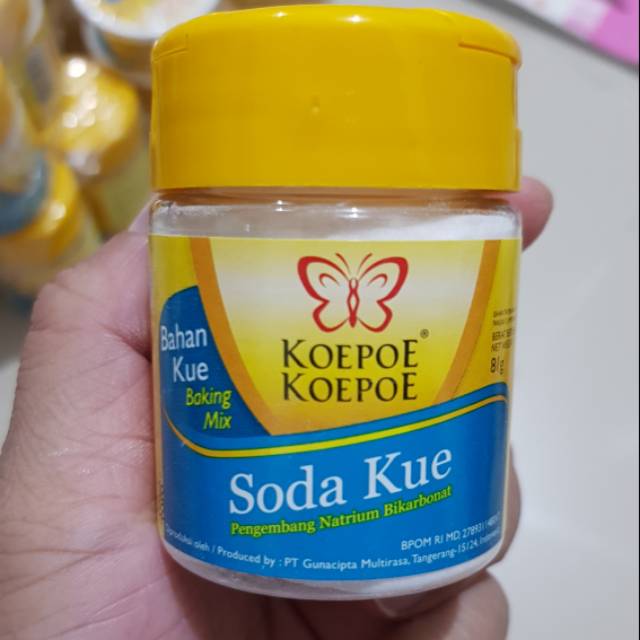 KOEPOE®
KOEPOE
Bahan
Kue
Baking
Mix
Soda Kue
Pengembang Natrium Bikarbonat
oleh / Produced by : PT Gunacipta Multirasa, Tangerang-15124,
BPOM RI MD